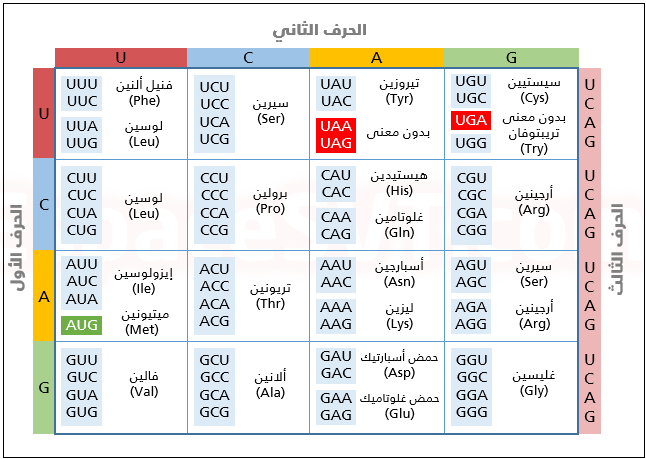 الحرف الثاني
U C A G
الحرف الأول
U
UUU
UUC
فنيل ألنين
(Phe)
UUA
UUG
لوسين
(Leu)
UCU
UCC
UCA
UCG
سيرين
(Ser)
UAU
UAC
تيروزين
(Tyr)
UAA
UAG
بدون معنى
UGU
UGC
سيستيين
(Cys)
UGA
بدون معنى
UGG
تريبتوفان
(Try)
U
C
A
G
C
CUU
CUC
CUA
CUG
لوسين
(Leu)
CCU
CCC
CCA
CCG
برولين
(Pro)
CAU
CAC
هيستيدين
(His)
CAA
CAG
غلوتامين
(Gln)
CGU
CGC
CGA
CGG
أرجينين
(Arg)
U
C
A
G
A
AUU
AUC
AUA
إيزولوسين
(Ile)
AUG
ميتيونين
(Met)
ACU
ACC
ACA
ACG
تريونين
(Thr)
AAU
AAC
أسبارجين
(Asn)
AAA
AAG
ليزين
(Lys)
AGU
AGC
سيرين
(Ser)
AGA
AGG
أرجينين
(Arg)
U
C
A
G
G
GUU
GUC
GUA
GUG
فالين
(Val)
GCU
GCC
GCA
GCG
ألانين
(Ala)
GAU
GAC
حمض أسبارتيك
(Asp)
GAA
GAG
حمض غلوتاميك
(Glu)
GGU
GGC
GGA
GGG
غليسين
(Gly)
U
C
A
G
الحرف الثالث